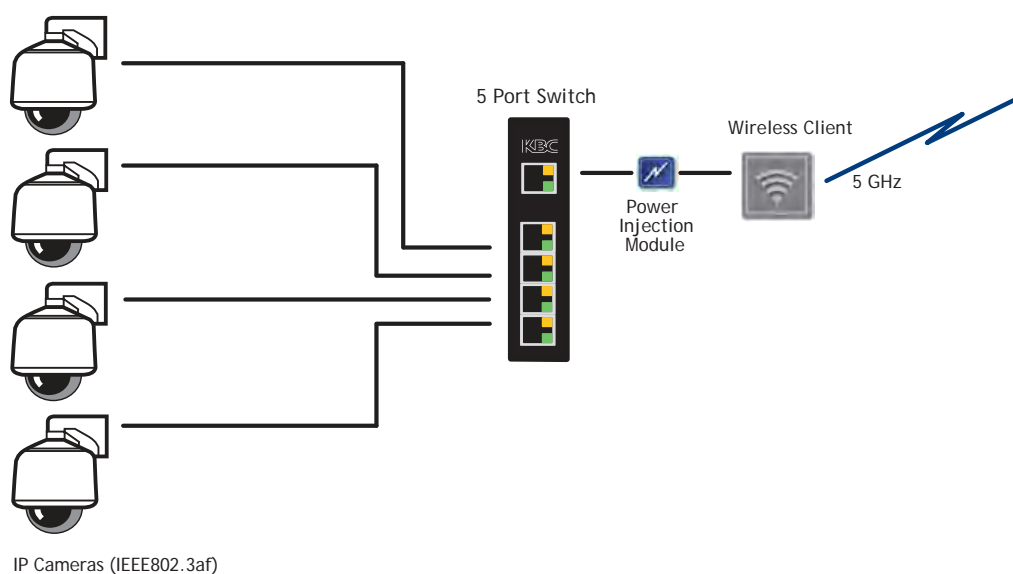 5 Port Switch
KBC
Wireless Client
5 GHz
Power
Injection
Module
IP Cameras (IEEE802.3af)